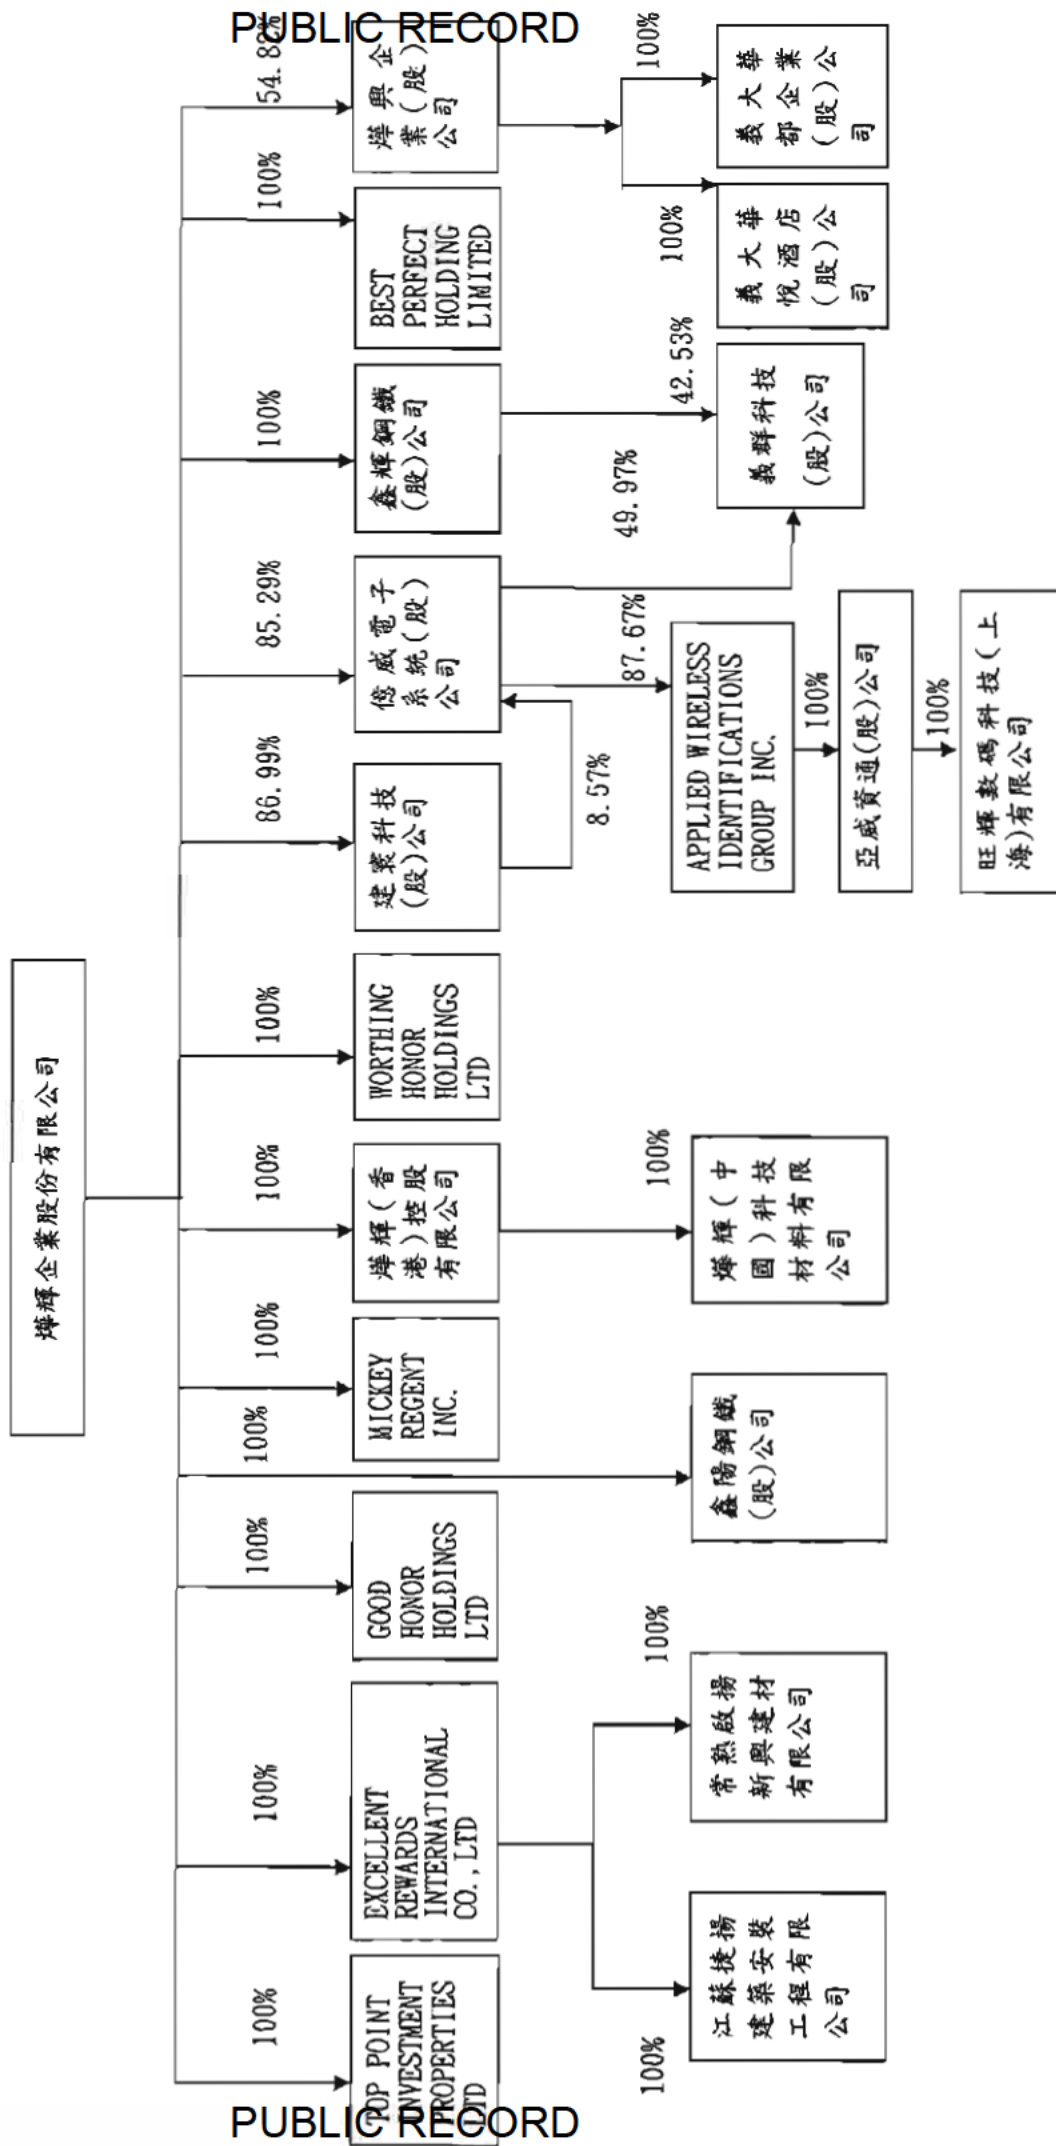 PUBLIC RECORD
燁輝企業股份有限公司
100%
TOP POINT
INVESTMENT
PROPERTIES
LTD
100%
EXCELLENT
REWARDS
INTERNATIONAL
CO.,LTD
100%
GOOD
HONOR
HOLDINGS
LTD
100%
100%
MICKEY
REGENT
INC.
100%
燁輝(香
港)控股
有限公司
100%
WORTHING
HONOR
HOLDINGS
LTD
86.99%
建寰科技
(股)公司
85.29%
億威電子
系統(股)
公司
100%
鑫輝鋼鐵
(股)公司
100%
BEST
PERFECT
HOLDING
LIMITED
54.88%
燁興企
業(股)
公司
8.57%
87.67%
49.97%
42.53%
100%
100%
100%
江蘇捷揚
建築安裝
工程有限
公司
100%
常熟啟揚
新興建材
有限公司
鑫陽鋼鐵
(股)公司
100%
燁輝(中
國)科技
材料有限
公司
APPLIED WIRELESS
IDENTIFICATIONS
GROUP INC.
100%
亞威資通(股)公司
100%
旺輝數碼科技(上
海)有限公司
義群科技
(股)公司
義大華
悅酒店
(股)公
司
義大華
都企業
(股)公
司
PUBLIC RECORD